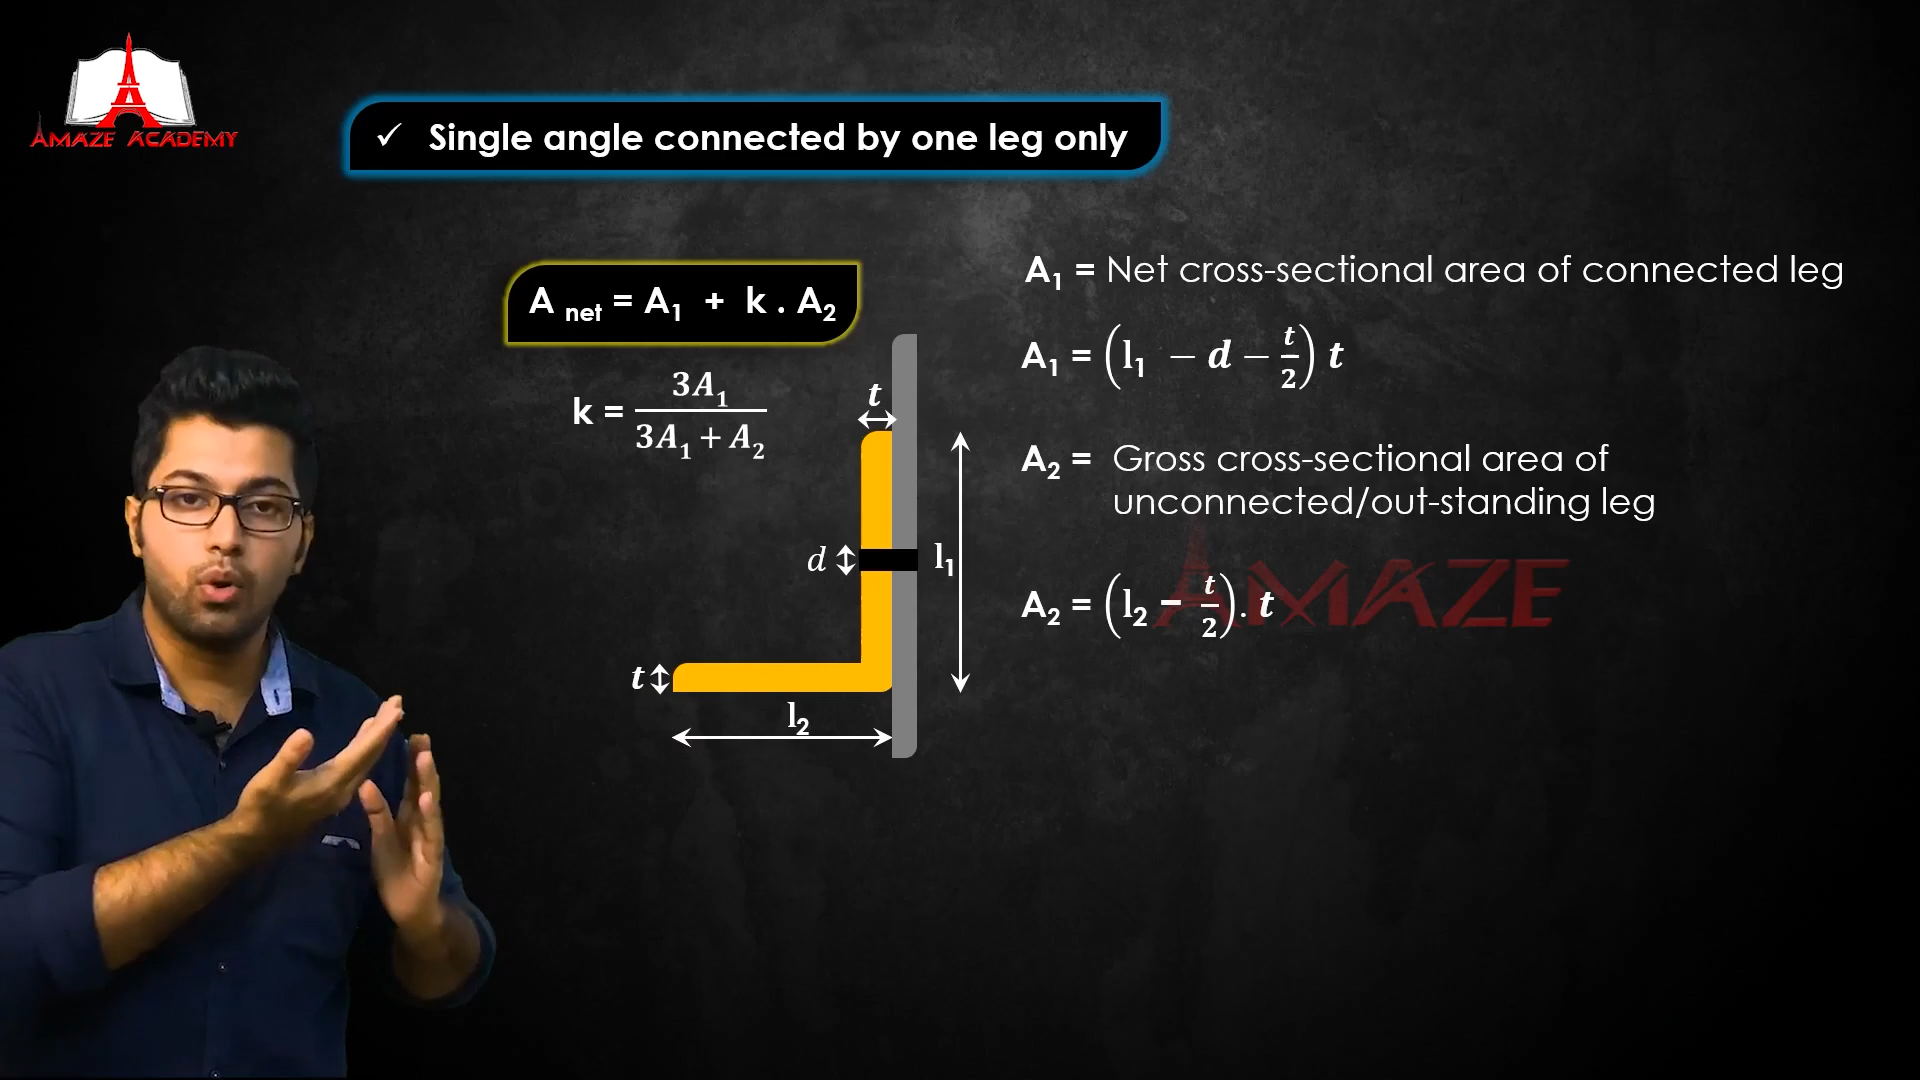 AMAZE ACADEMY
✓ Single angle connected by one leg only
A net = A₁ + k . A₂
k = 3A₁ / (3A₁ + A₂)
t
d
l₁
t
l₂
A₁ = Net cross-sectional area of connected leg
A₁ = (l₁ − d − t/2) t
A₂ = Gross cross-sectional area of
unconnected/out-standing leg
A₂ = (l₂ − t/2). t
AMAZE